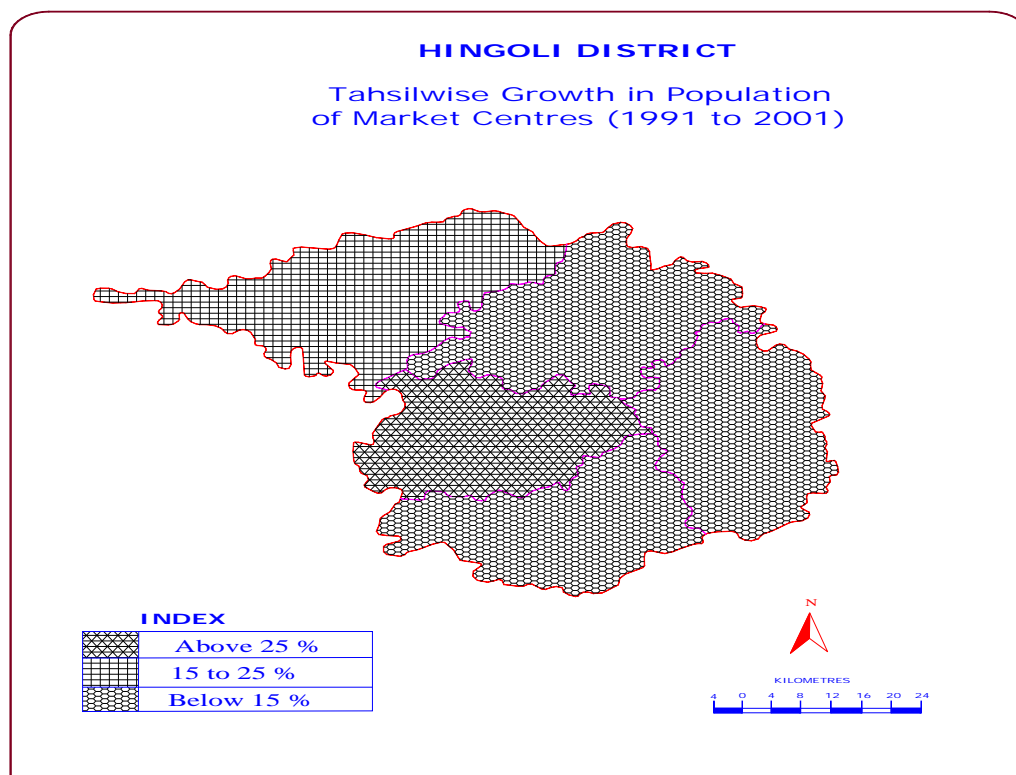 HINGOLI DISTRICT
Tahsilwise Growth in Population
of Market Centres (1991 to 2001)
INDEX
Above 25 %
15 to 25 %
Below 15 %
N
KILOMETRES
4 0 4 8 12 16 20 24